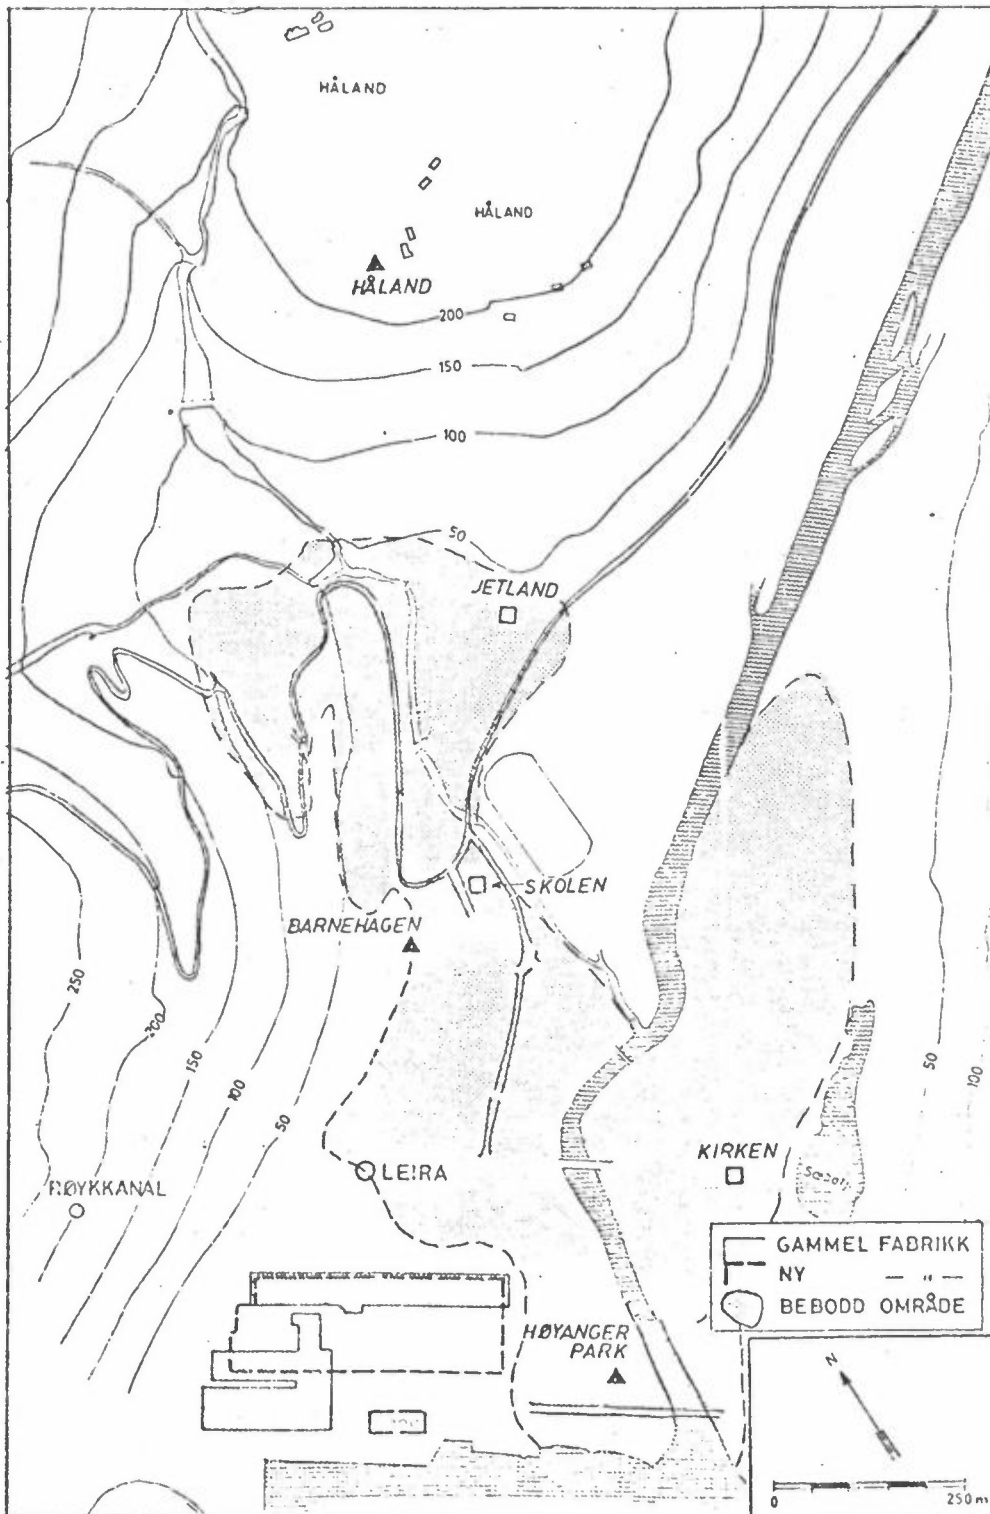 HÅLAND
HÅLAND
HÅLAND
200
150
100
50
JETLAND
SKOLEN
BARNEHAGEN
250
200
150
100
50
50
100
LEIRA
KIRKEN
RØYKKANAL
GAMMEL FABRIKK
NY — " —
BEBODD OMRÅDE
HØYANGER
PARK
N
0 250 m